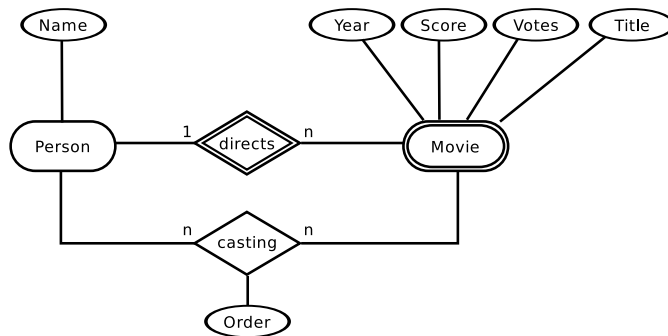 Name
Year
Score
Votes
Title
Person
1
directs
n
Movie
n
casting
n
Order